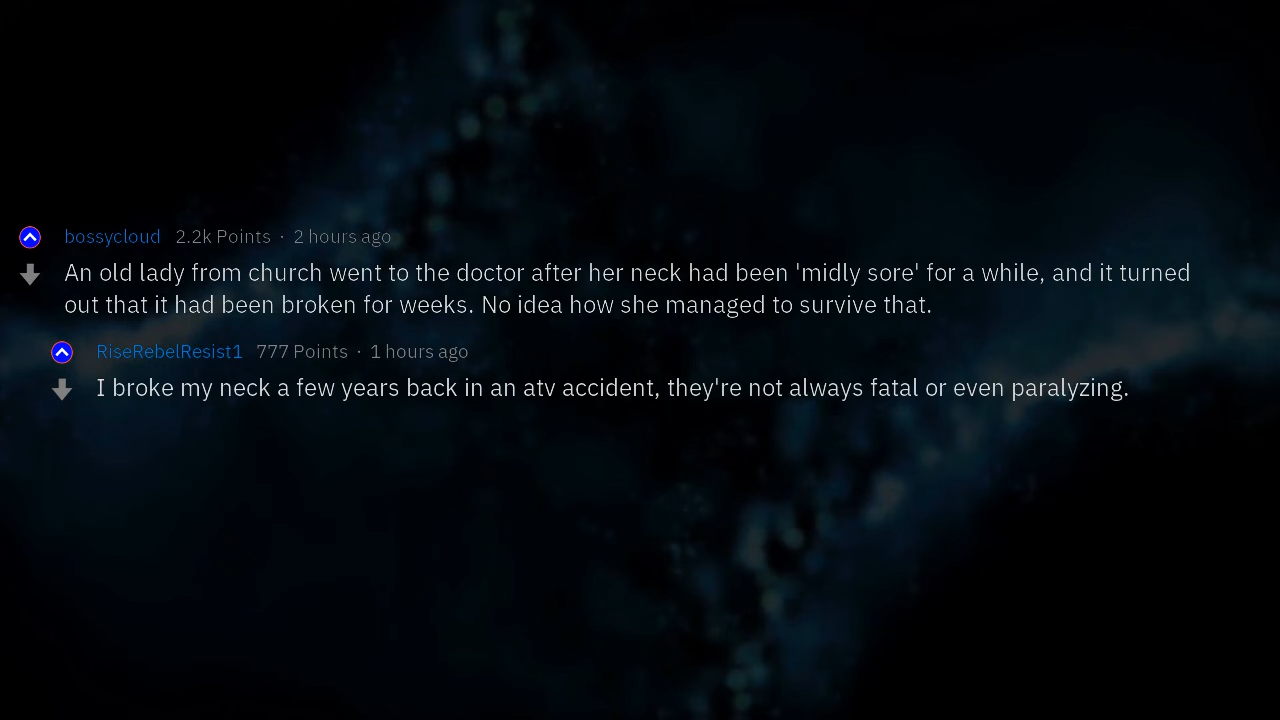 bossycloud 2.2k Points · 2 hours ago
An old lady from church went to the doctor after her neck had been 'midly sore' for a while, and it turned
out that it had been broken for weeks. No idea how she managed to survive that.
RiseRebelResist1 777 Points · 1 hours ago
I broke my neck a few years back in an atv accident, they're not always fatal or even paralyzing.